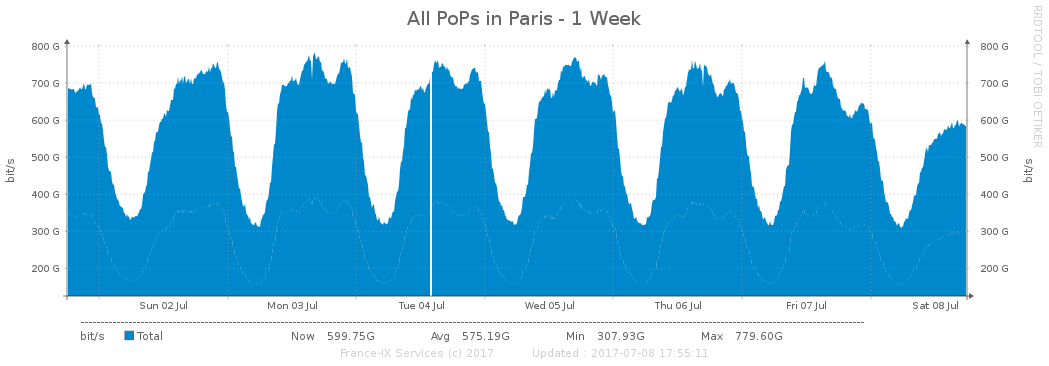 All PoPs in Paris - 1 Week
RRDTOOL / TOBI OETIKER
bit/s
800 G 800 G
700 G 700 G
600 G 600 G
500 G 500 G
400 G 400 G
300 G 300 G
200 G 200 G
bit/s
Sun 02 Jul Mon 03 Jul Tue 04 Jul Wed 05 Jul Thu 06 Jul Fri 07 Jul Sat 08 Jul
bit/s Total Now 599.75G Avg 575.19G Min 307.93G Max 779.60G
France-IX Services (c) 2017 Updated : 2017-07-08 17:55:11